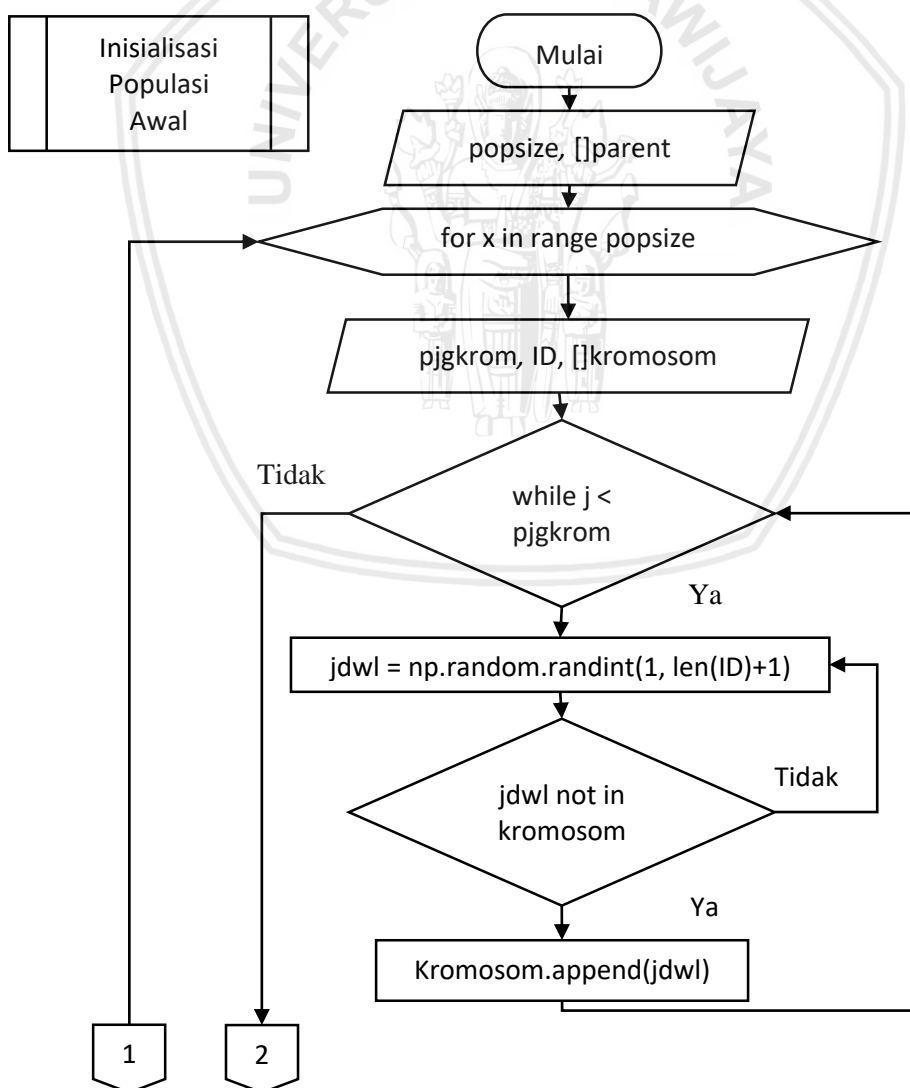 Inisialisasi
Populasi
Awal
Mulai
popsize, []parent
for x in range popsize
pjgkrom, ID, []kromosom
Tidak
while j <
pjgkrom
Ya
jdwl = np.random.randint(1, len(ID)+1)
Tidak
jdwl not in
kromosom
Ya
Kromosom.append(jdwl)
1
2